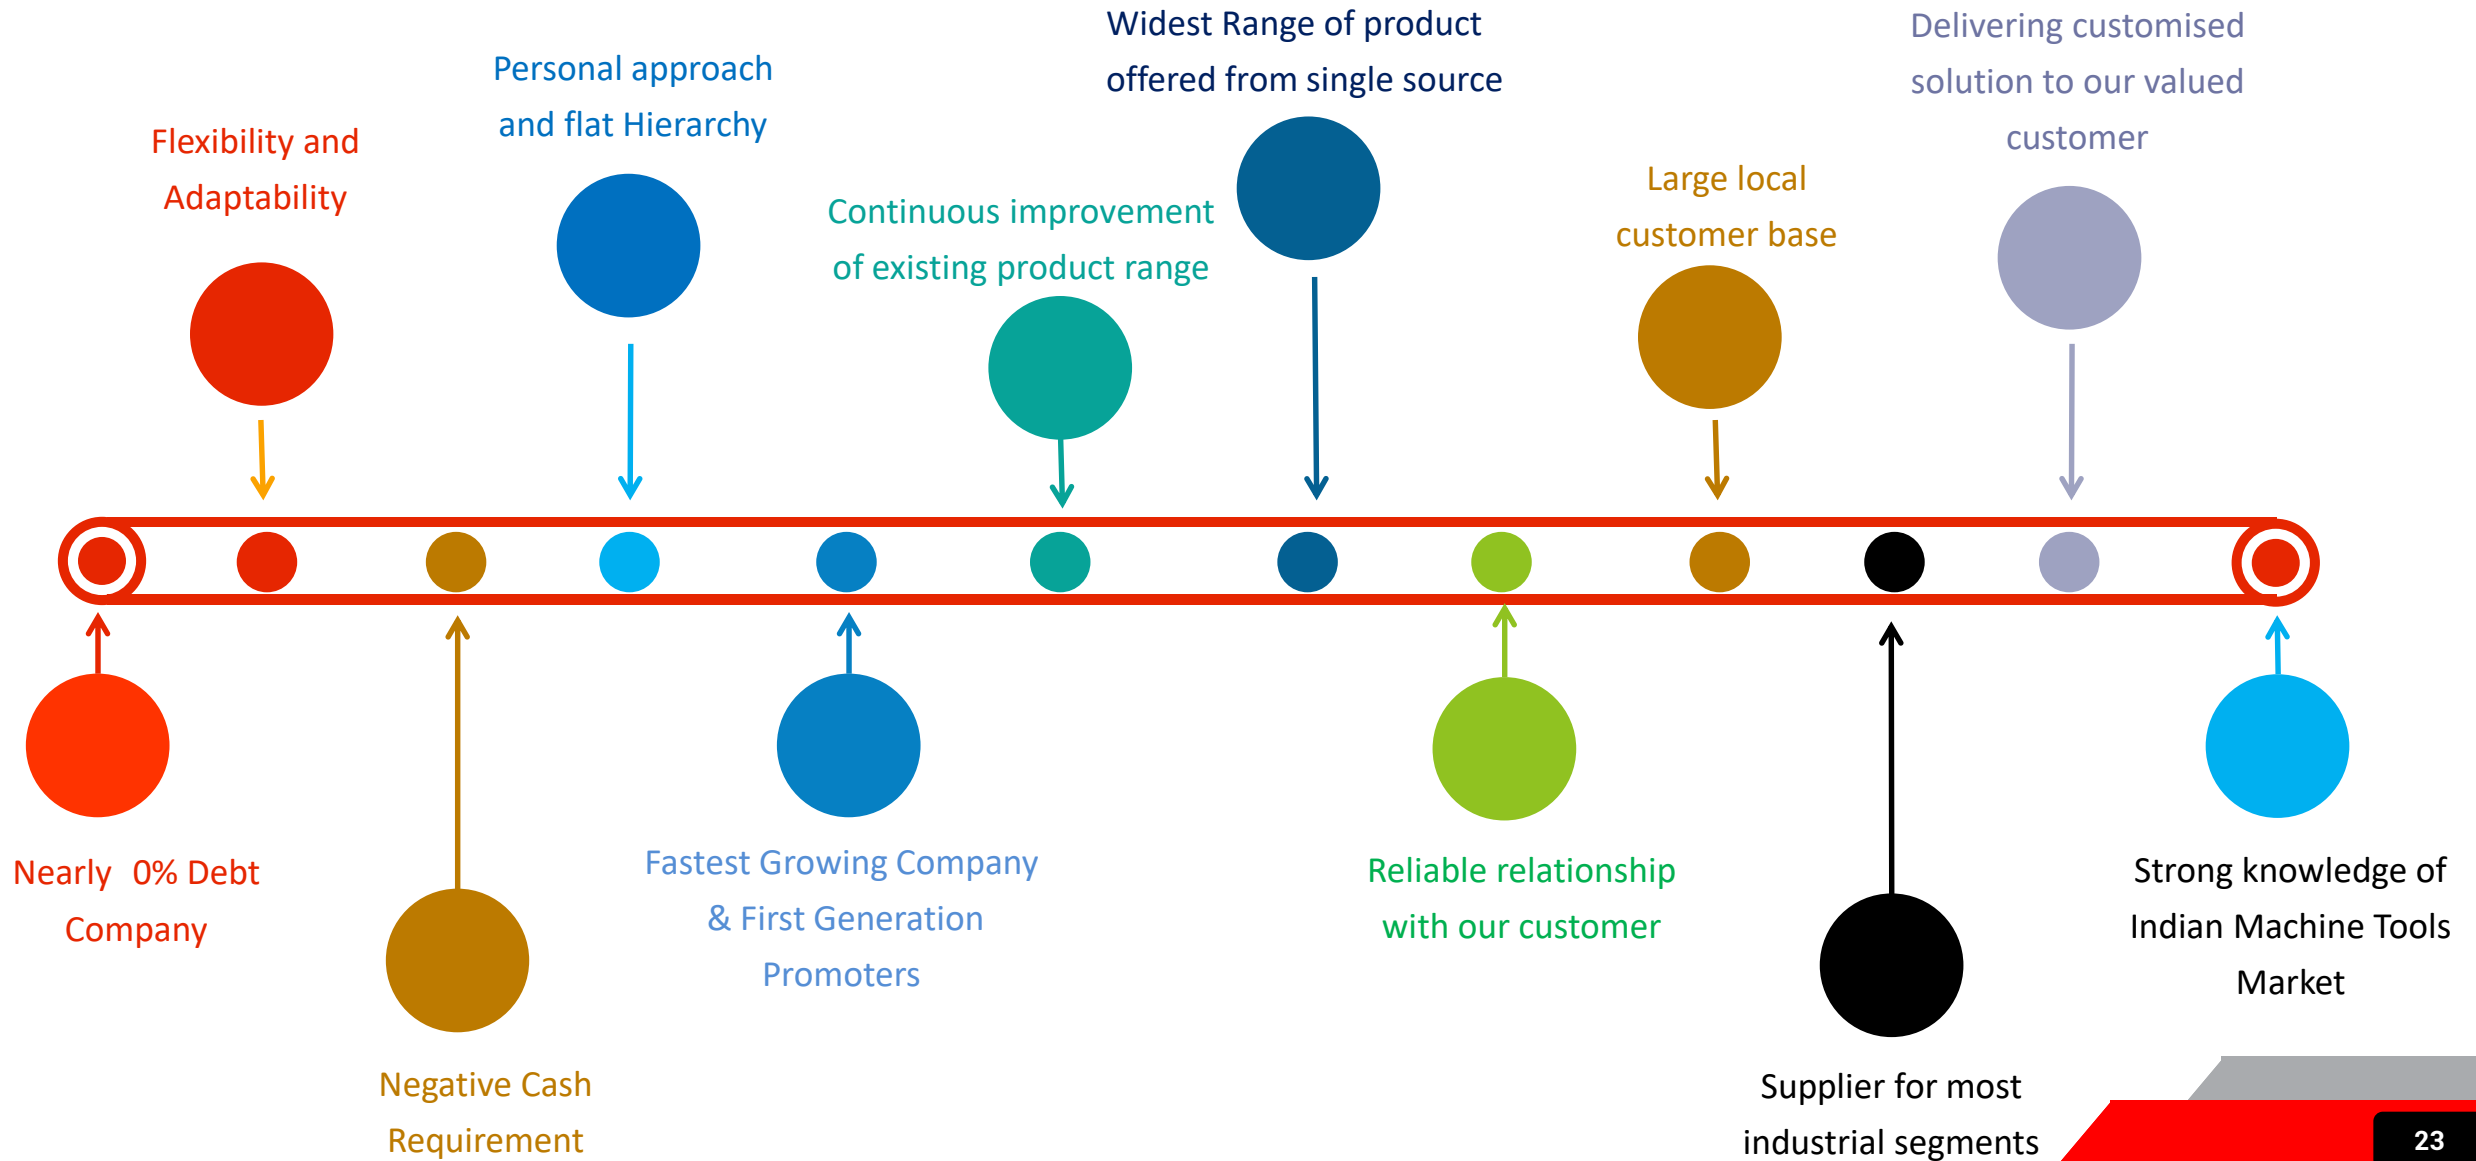 Widest Range of product
offered from single source
Delivering customised
solution to our valued
customer
Personal approach
and flat Hierarchy
Flexibility and
Adaptability
Continuous improvement
of existing product range
Large local
customer base
Nearly 0% Debt
Company
Fastest Growing Company
& First Generation
Promoters
Reliable relationship
with our customer
Strong knowledge of
Indian Machine Tools
Market
Negative Cash
Requirement
Supplier for most
industrial segments
23